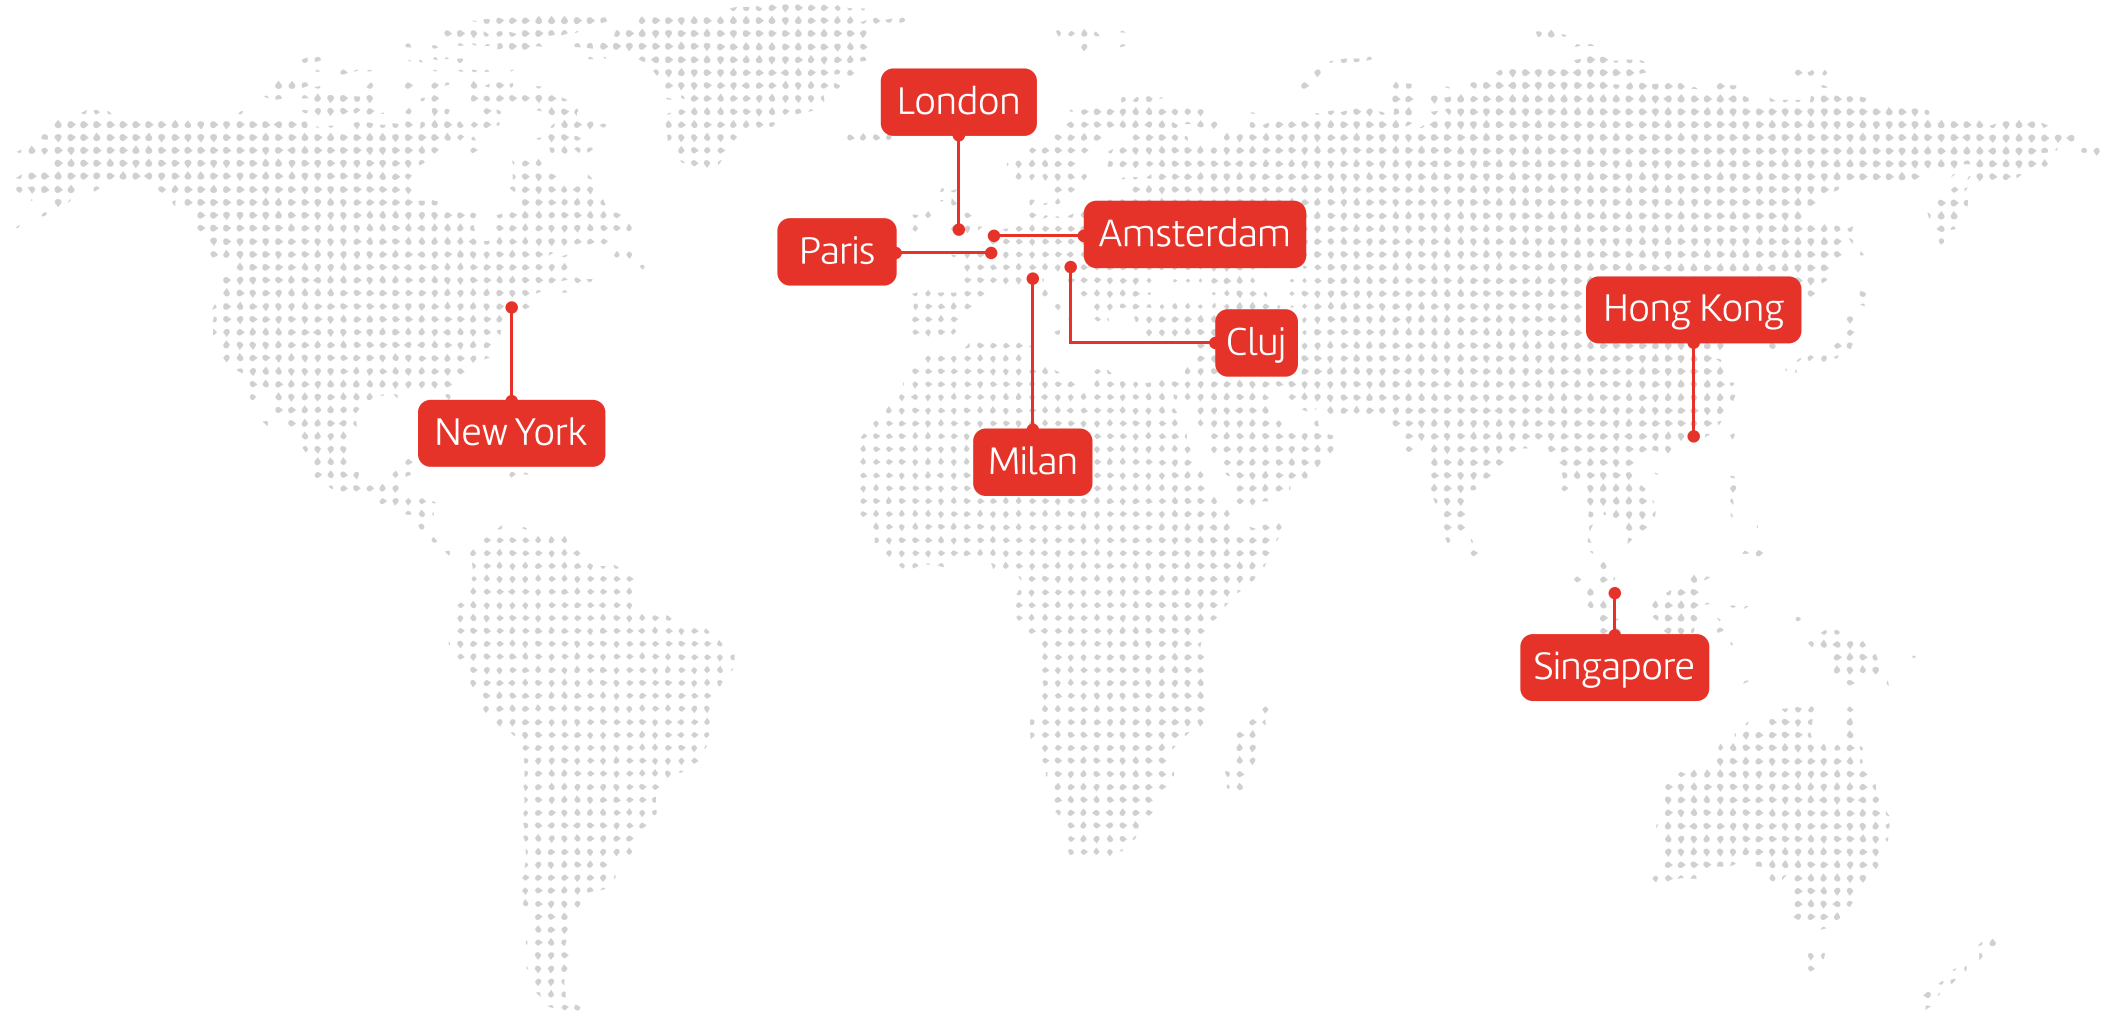 London
Amsterdam
Paris
Hong Kong
Cluj
New York
Milan
Singapore